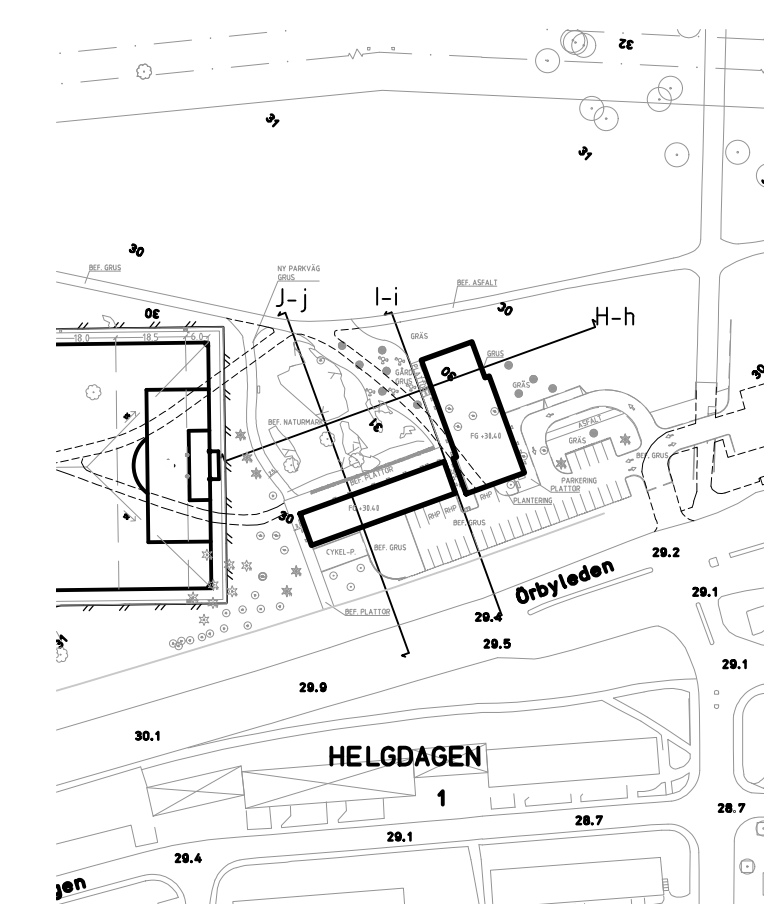 32
31
31
30
BEF. GRUS
NY PARKVÄG
GRUS
BEF. ASFALT
J-j
I-i
30
30
H-h
18.0
18.5
6.0
GRÄS
GRUS
30
30
GRUS
GRÄS
BEF. NATURMARK
31
ASFALT
FG +30.40
GRÄS
BEF. GRUS
BEF. PLATTOR
PARKERING
PLATTOR
RHP
PLANTERING
FG +30.40
30
RHP
RHP
BEF. GRUS
CYKEL-P.
BEF. GRUS
29.2
Örbyleden
29.1
BEF. PLATTOR
29.4
31
29.5
29.1
29.9
30.1
HELGDAGEN
1
28.7
28.7
29.1
29.4
gen